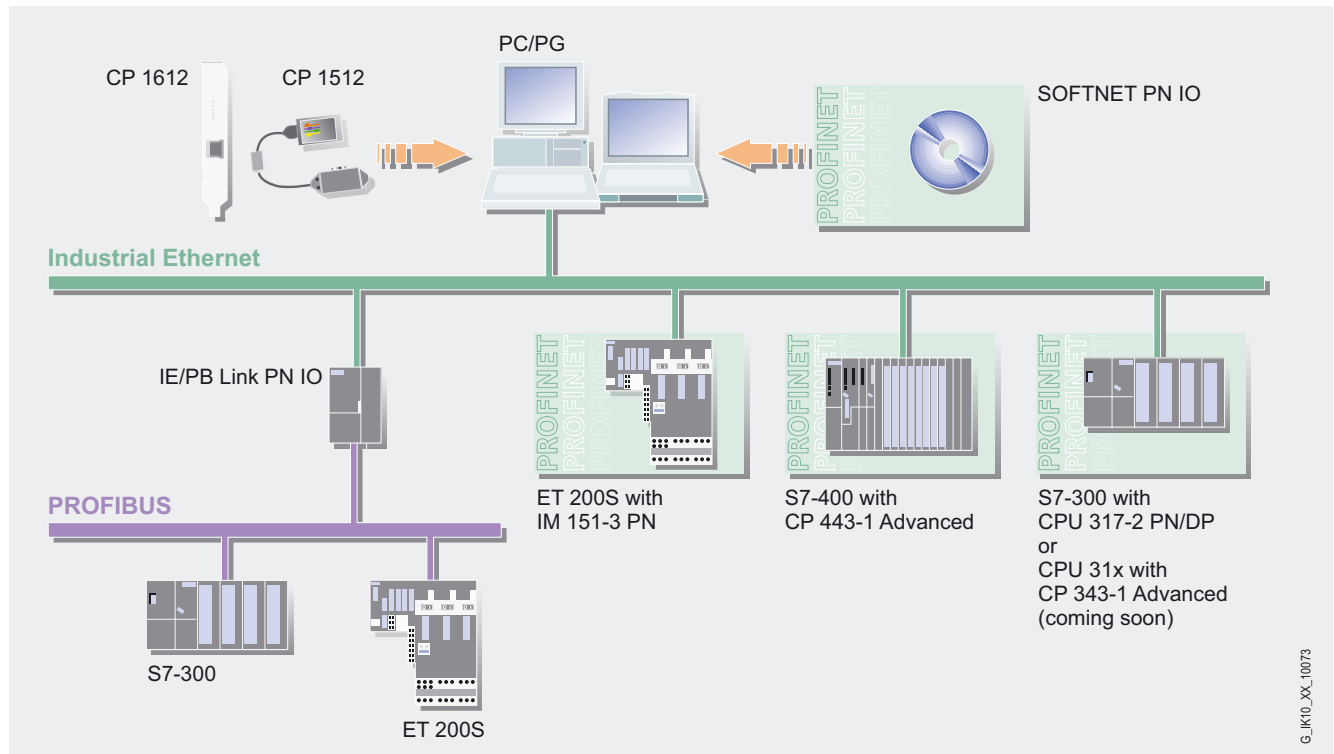 PC/PG
CP 1612
CP 1512
SOFTNET PN IO
PROFINET
PROFINET
PROFINET
Industrial Ethernet
IE/PB Link PN IO
PROFINET
PROFINET
PROFINET
PROFINET
PROFINET
PROFINET
PROFINET
PROFINET
PROFINET
ET 200S with
IM 151-3 PN
S7-400 with
CP 443-1 Advanced
S7-300 with
CPU 317-2 PN/DP
or
CPU 31x with
CP 343-1 Advanced
(coming soon)
PROFIBUS
S7-300
ET 200S
G_IK10_XX_10073